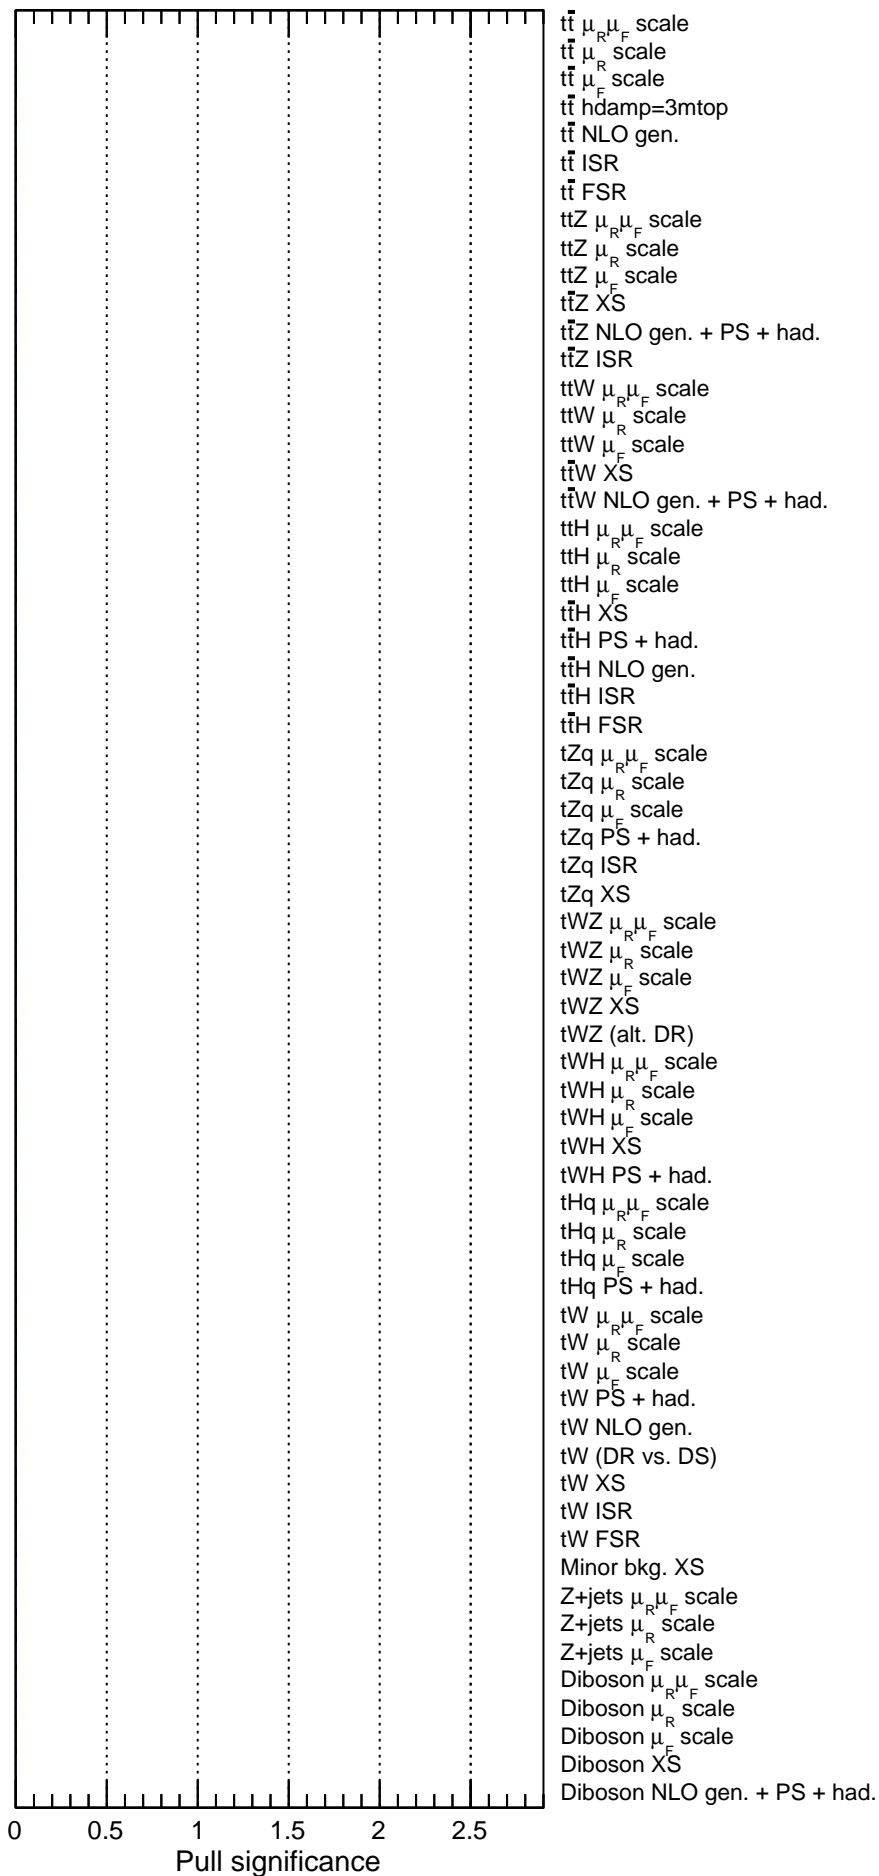 tt̄ μRμF scale
tt̄ μR scale
tt̄ μF scale
tt̄ hdamp=3mtop
tt̄ NLO gen.
tt̄ ISR
tt̄ FSR
ttZ μRμF scale
ttZ μR scale
ttZ μF scale
tt̄Z XS
tt̄Z NLO gen. + PS + had.
tt̄Z ISR
ttW μRμF scale
ttW μR scale
ttW μF scale
tt̄W XS
tt̄W NLO gen. + PS + had.
ttH μRμF scale
ttH μR scale
ttH μF scale
tt̄H XS
tt̄H PS + had.
tt̄H NLO gen.
tt̄H ISR
tt̄H FSR
tZq μRμF scale
tZq μR scale
tZq μF scale
tZq PS + had.
tZq ISR
tZq XS
tWZ μRμF scale
tWZ μR scale
tWZ μF scale
tWZ XS
tWZ (alt. DR)
tWH μRμF scale
tWH μR scale
tWH μF scale
tWH XS
tWH PS + had.
tHq μRμF scale
tHq μR scale
tHq μF scale
tHq PS + had.
tW μRμF scale
tW μR scale
tW μF scale
tW PS + had.
tW NLO gen.
tW (DR vs. DS)
tW XS
tW ISR
tW FSR
Minor bkg. XS
Z+jets μRμF scale
Z+jets μR scale
Z+jets μF scale
Diboson μRμF scale
Diboson μR scale
Diboson μF scale
Diboson XS
Diboson NLO gen. + PS + had.
0 0.5 1 1.5 2 2.5
Pull significance